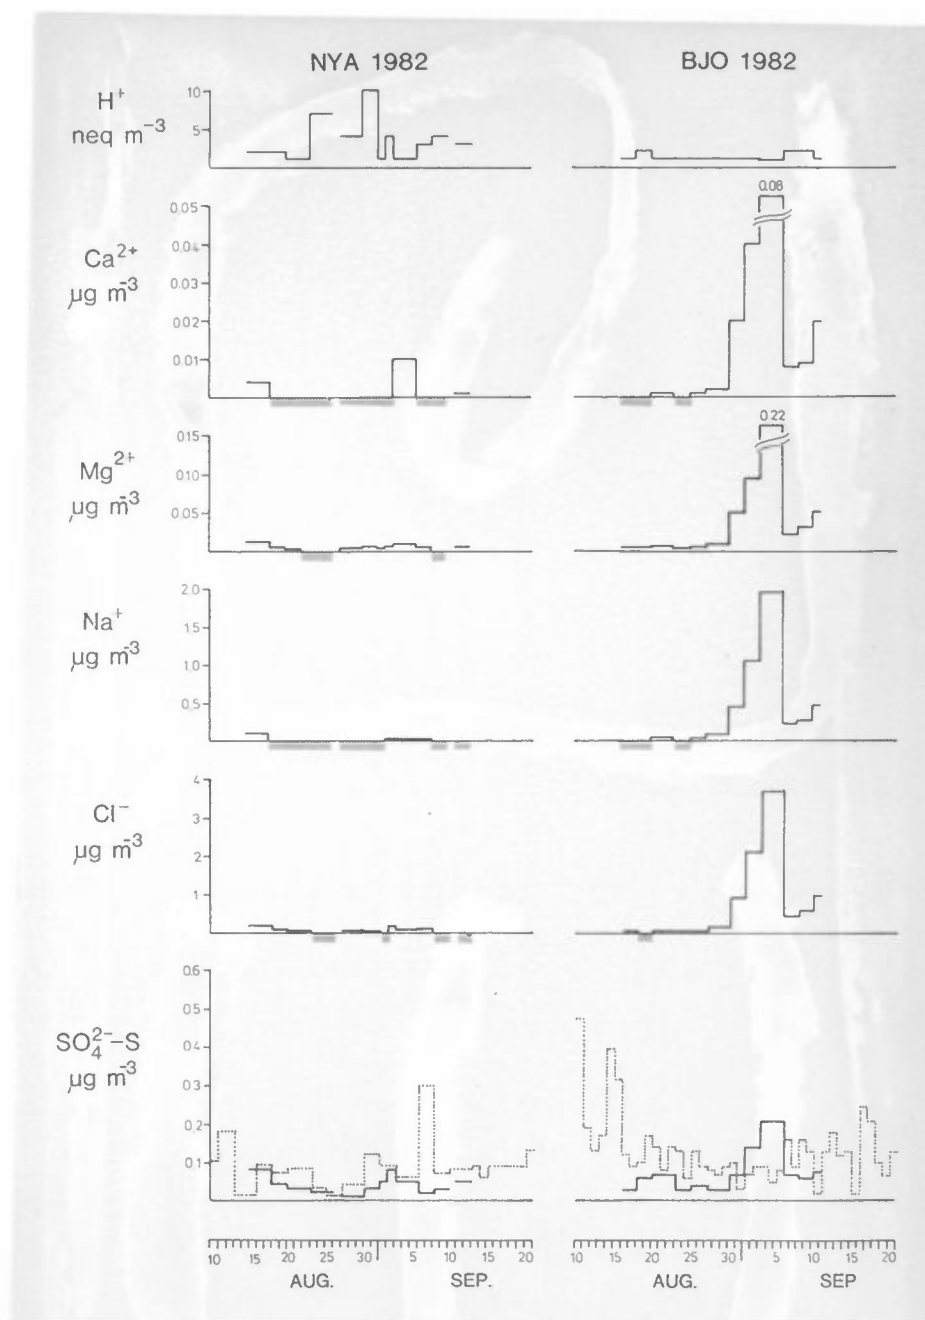 NYA 1982 BJO 1982
H+
neq m−3
10
5
0.08
Ca2+
µg m−3
0.05
0.04
0.03
0.02
0.01
0.22
Mg2+
µg m−3
0.15
0.10
0.05
Na+
µg m−3
2.0
1.5
1.0
0.5
Cl−
µg m−3
4
3
2
1
SO42−–S
µg m−3
0.6
0.5
0.4
0.3
0.2
0.1
10 15 20 25 30 5 10 15 20 10 15 20 25 30 5 10 15 20
AUG. SEP. AUG. SEP